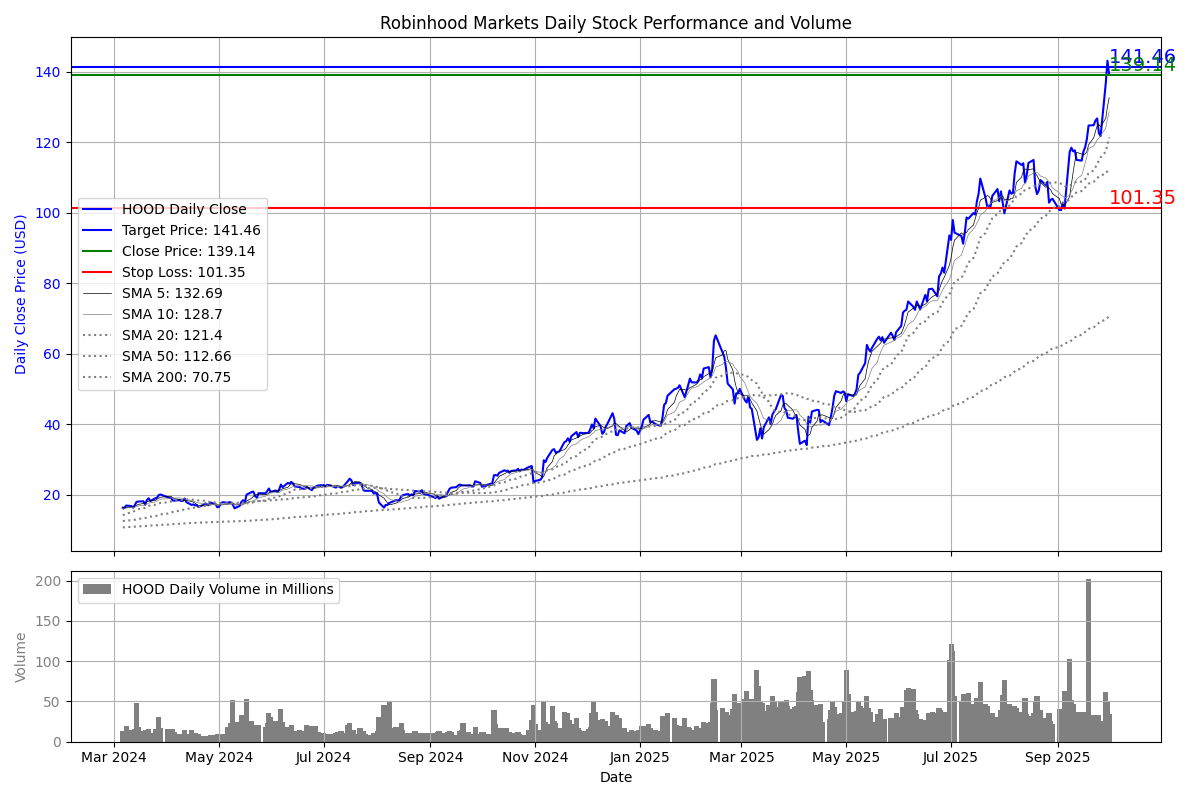 Robinhood Markets Daily Stock Performance and Volume
141.46
139.14
101.35
140
120
100
80
60
40
20
Daily Close Price (USD)
HOOD Daily Close
Target Price: 141.46
Close Price: 139.14
Stop Loss: 101.35
SMA 5: 132.69
SMA 10: 128.7
SMA 20: 121.4
SMA 50: 112.66
SMA 200: 70.75
HOOD Daily Volume in Millions
200
150
100
50
0
Volume
Mar 2024 May 2024 Jul 2024 Sep 2024 Nov 2024 Jan 2025 Mar 2025 May 2025 Jul 2025 Sep 2025
Date